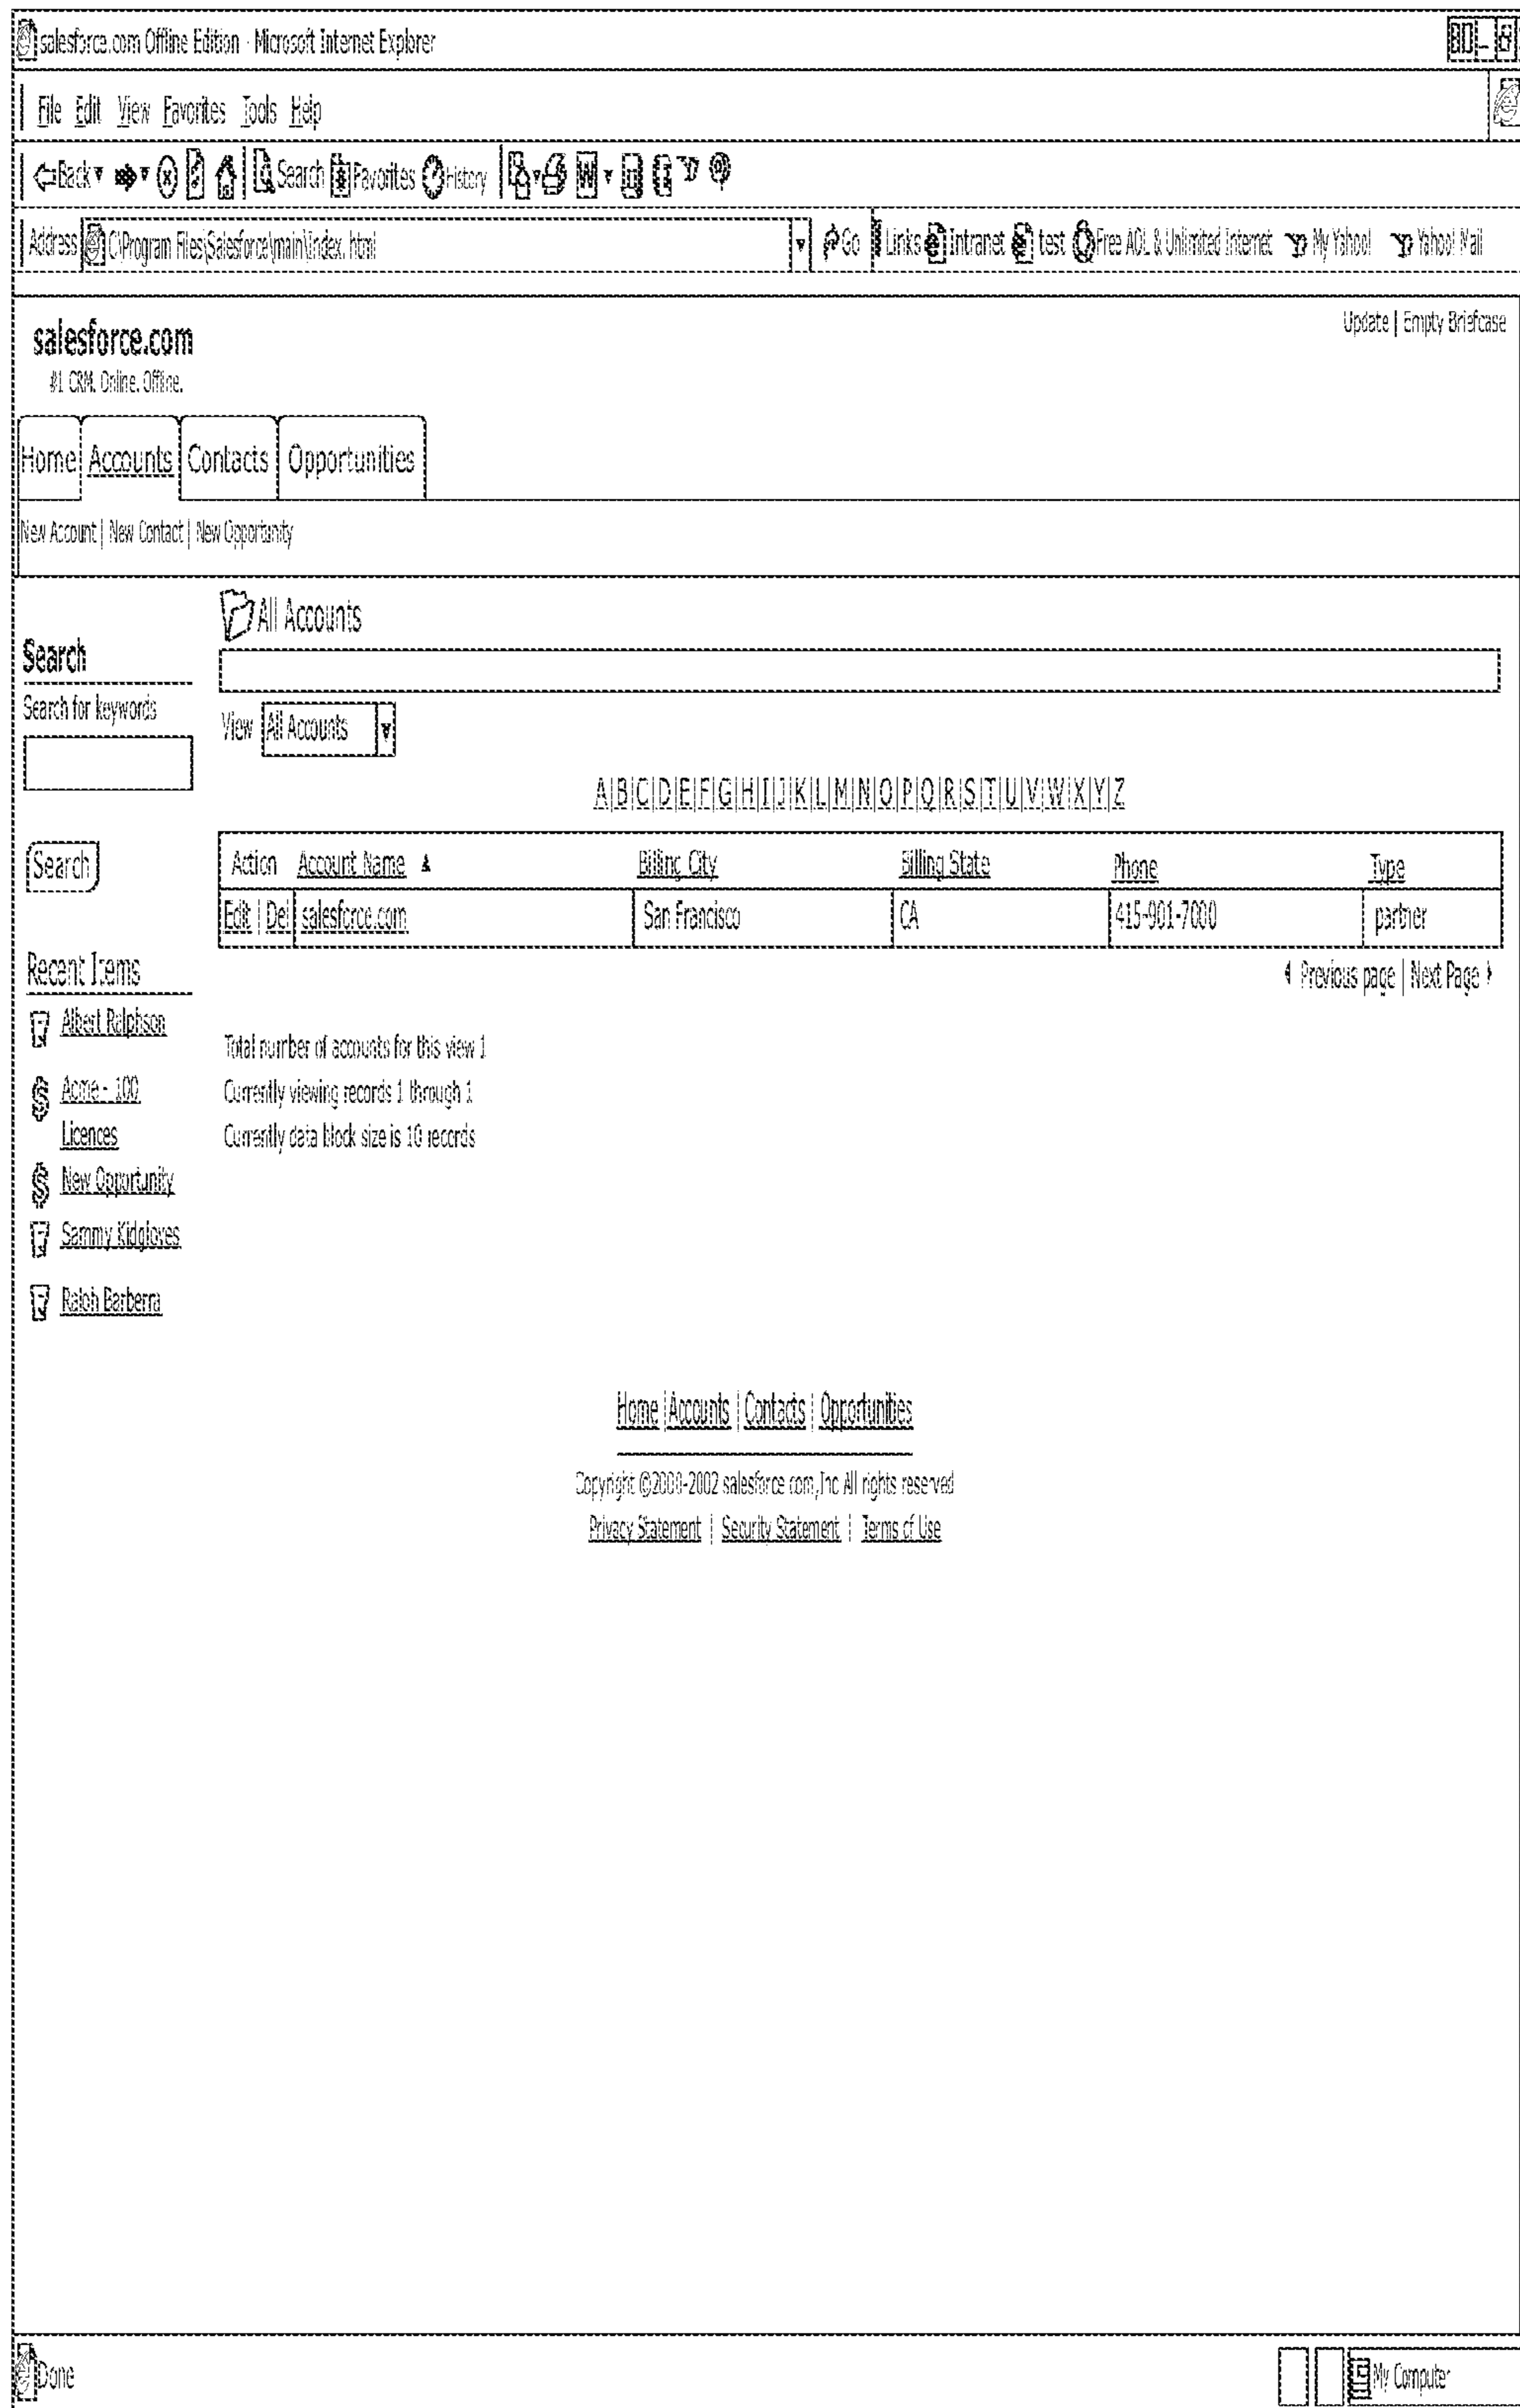 salesforce.com Offline Edition - Microsoft Internet Explorer
File Edit View Favorites Tools Help
Back Search Favorites History
Address C:\Program Files\Salesforce\main\index. html Go Links Intranet test Free AOL & Unlimited Internet My Yahoo! Yahoo! Mail
salesforce.com
Update | Empty Briefcase
#1 CRM. Online. Offline.
Home Accounts Contacts Opportunities
New Account | New Contact | New Opportunity
All Accounts
Search
Search for keywords
View All Accounts
A|B|C|D|E|F|G|H|I|J|K|L|M|N|O|P|Q|R|S|T|U|V|W|X|Y|Z
Search
Action Account Name Billing City Billing State Phone Type
Edit | Del salesforce.com San Francisco CA 415-901-7000 partner
Previous page | Next Page
Recent Items
Albert Ralphson
Total number of accounts for this view 1
Acme - 100
Currently viewing records 1 through 1
Licences
Currently data block size is 10 records
New Opportunity
Sammy Kidgloves
Ralph Barberra
Home | Accounts | Contacts | Opportunities
Copyright ©2000-2002 salesforce com, Inc All rights reserved
Privacy Statement | Security Statement | Terms of Use
Done My Computer